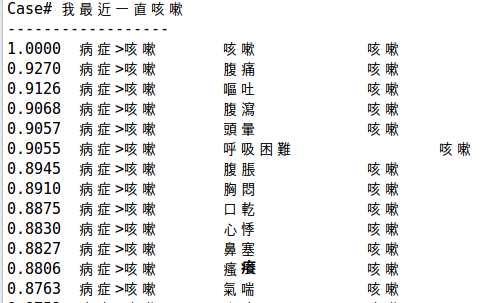 Case# 我最近一直咳嗽
------------------
1.0000 病症>咳嗽 咳嗽 咳嗽
0.9270 病症>咳嗽 腹痛 咳嗽
0.9126 病症>咳嗽 嘔吐 咳嗽
0.9068 病症>咳嗽 腹瀉 咳嗽
0.9057 病症>咳嗽 頭暈 咳嗽
0.9055 病症>咳嗽 呼吸困難 咳嗽
0.8945 病症>咳嗽 腹脹 咳嗽
0.8910 病症>咳嗽 胸悶 咳嗽
0.8875 病症>咳嗽 口乾 咳嗽
0.8830 病症>咳嗽 心悸 咳嗽
0.8827 病症>咳嗽 鼻塞 咳嗽
0.8806 病症>咳嗽 瘙癢 咳嗽
0.8763 病症>咳嗽 氣喘 咳嗽